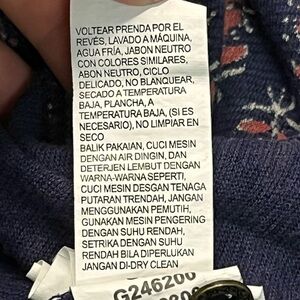 VOLTEAR PRENDA POR EL
REVÉS, LAVADO A MÁQUINA,
AGUA FRÍA, JABON NEUTRO
CON COLORES SIMILARES,
ABON NEUTRO, CICLO
DELICADO, NO BLANQUEAR,
SECADO A TEMPERATURA
BAJA, PLANCHA, A
TEMPERATURA BAJA, (SI ES
NECESARIO), NO LIMPIAR EN
SECO
BALIK PAKAIAN, CUCI MESIN
DENGAN AIR DINGIN, DAN
DETERJEN LEMBUT DENGAN
WARNA-WARNA SEPERTI,
CUCI MESIN DESGAN TENAGA
PUTARAN TRENDAH, JANGAN
MENGGUNAKAN PEMUTIH,
GUNAKAN MESIN PENGERING
DENGAN SUHU RENDAH,
SETRIKA DENGAN SUHU
RENDAH BILA DIPERLUKAN
JANGAN DI-DRY CLEAN
G246200